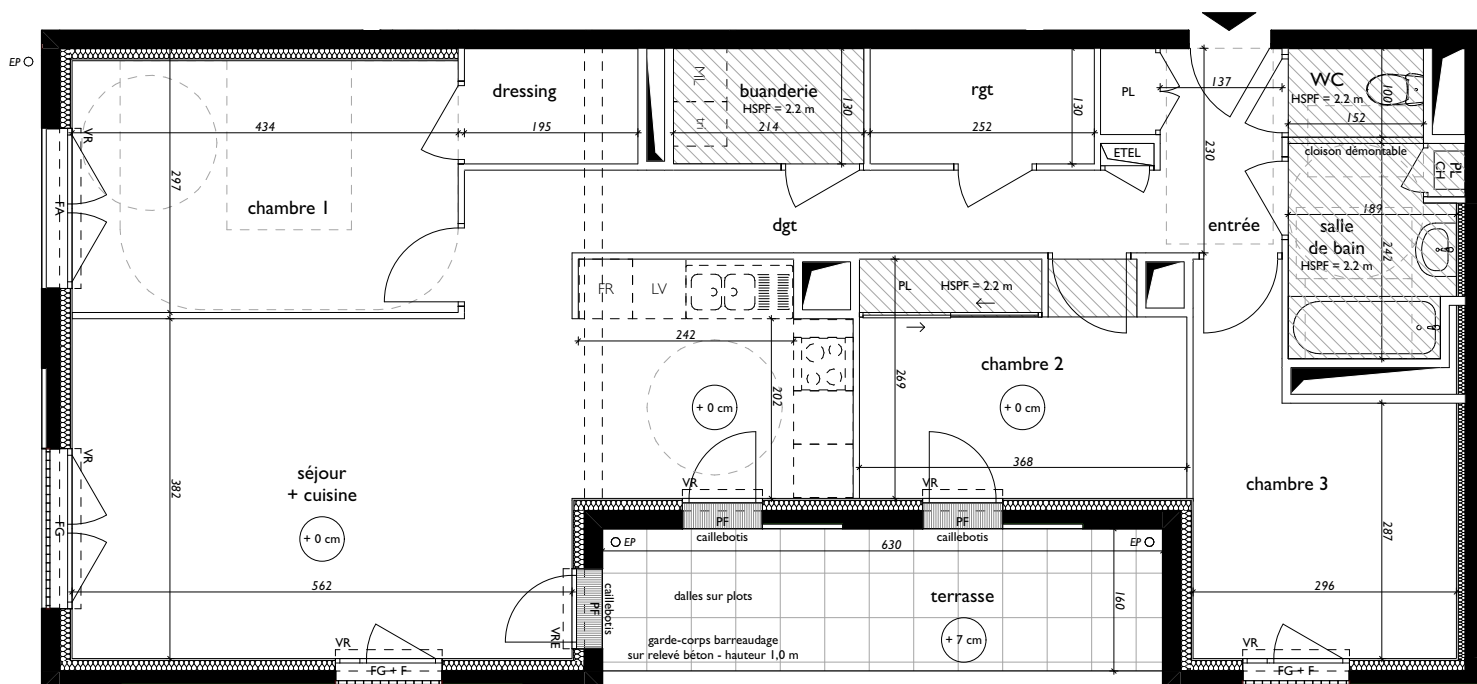 EP
VR
FA
434
297
chambre 1
dressing
195
ML
tri
buanderie
HSPF = 2.2 m
214
130
rgt
252
130
PL
ETEL
137
230
entrée
WC
HSPF = 2.2 m
100
152
cloison démontable
PL
CH
189
salle
de bain
HSPF = 2.2 m
242
dgt
FR
LV
242
202
+ 0 cm
PL
HSPF = 2.2 m
269
chambre 2
+ 0 cm
368
VR
FG
382
séjour
+ cuisine
+ 0 cm
562
VR
FG + F
VR
PF
caillebotis
VR
PF
caillebotis
chambre 3
287
296
VR
FG + F
caillebotis
PF
VRE
EP
630
EP
dalles sur plots
terrasse
+ 7 cm
160
garde-corps barreaudage
sur relevé béton - hauteur 1,0 m